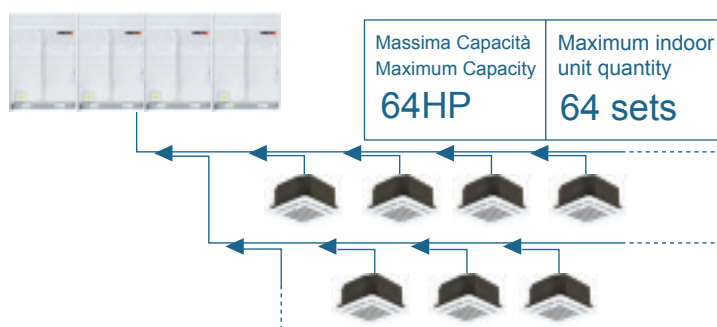 Massima Capacità
Maximum Capacity
64HP
Maximum indoor
unit quantity
64 sets